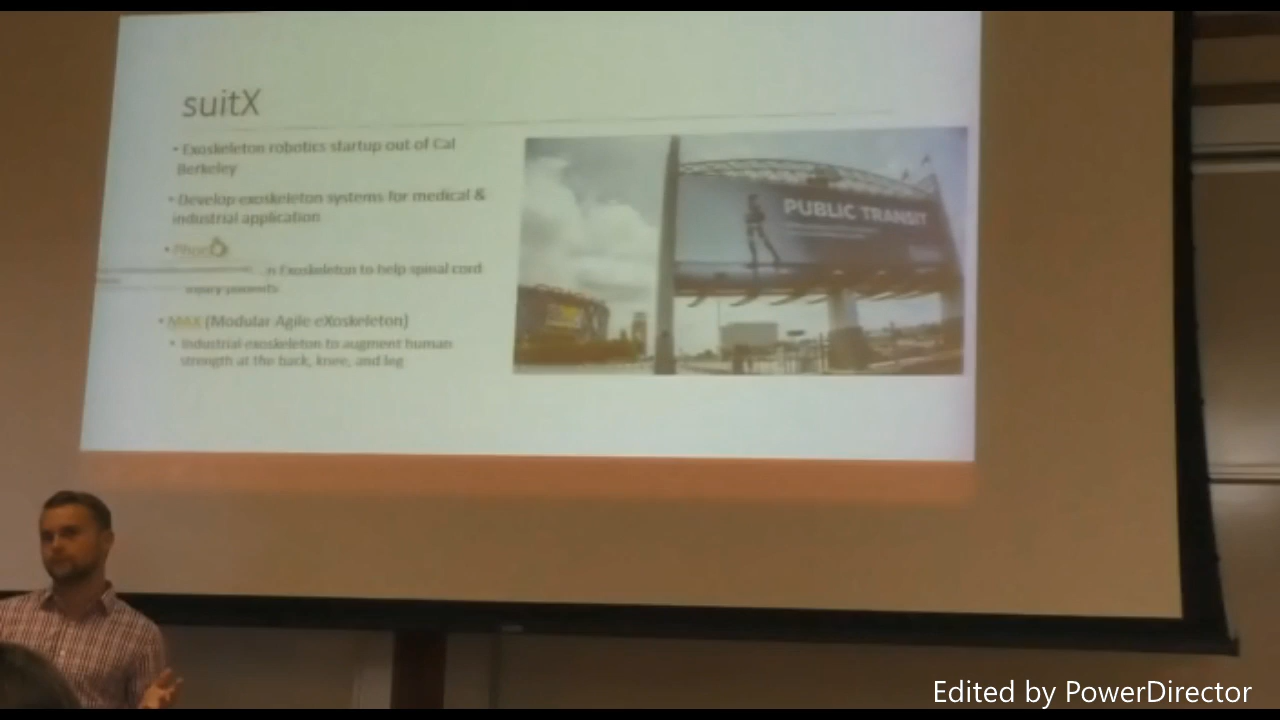 suitX
• Exoskeleton robotics startup out of Cal
Berkeley
• Develop exoskeleton systems for medical &
industrial application
•
n Exoskeleton to help spinal cord
injury patients
• MAX (Modular Agile eXoskeleton)
• Industrial exoskeleton to augment human
strength at the back, knee, and leg
PUBLIC TRANSIT
Edited by PowerDirector